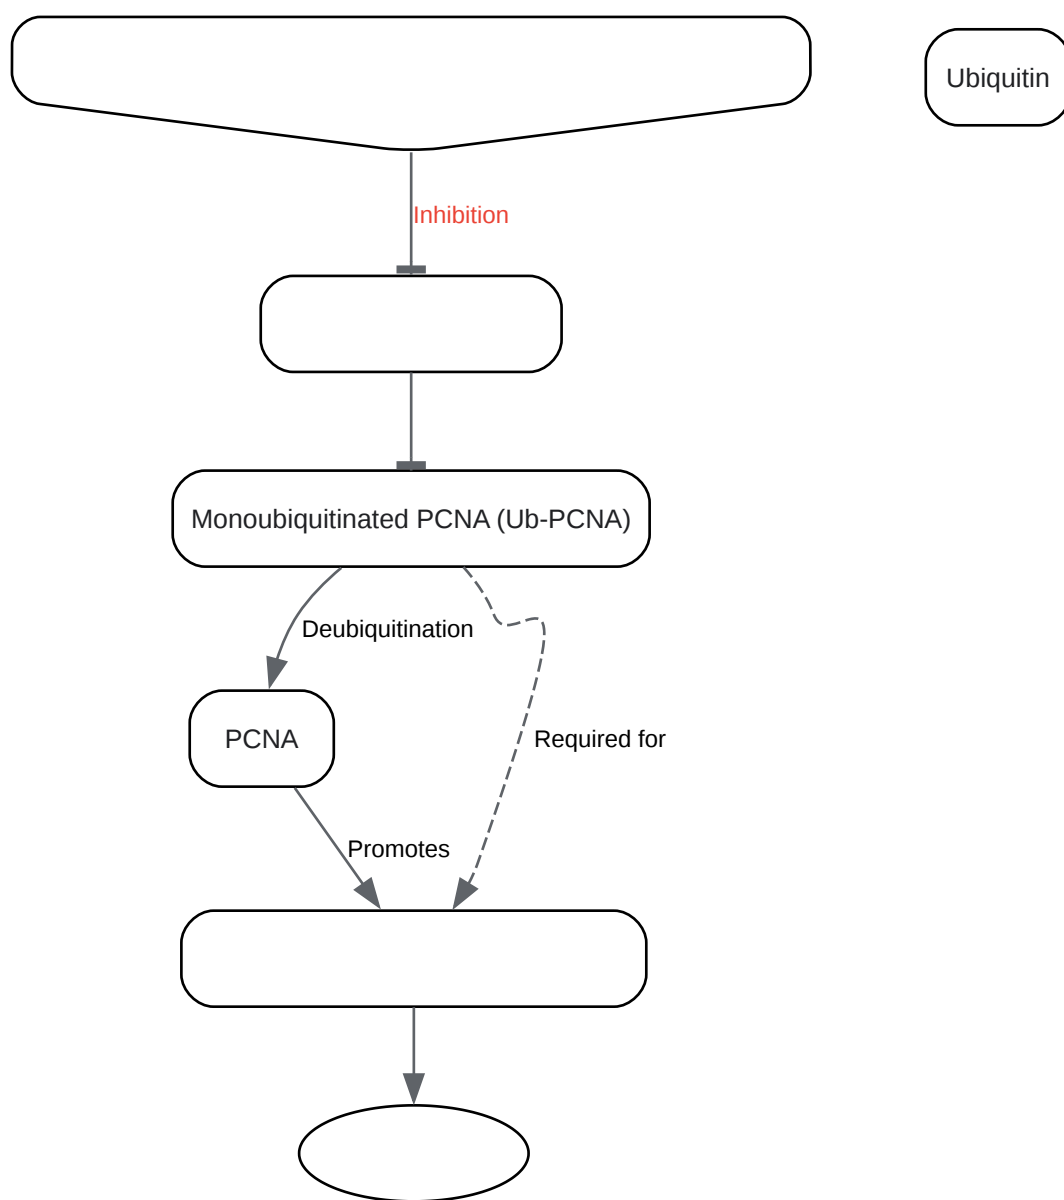 Ubiquitin
Inhibition
Monoubiquitinated PCNA (Ub-PCNA)
Deubiquitination
PCNA
Required for
Promotes